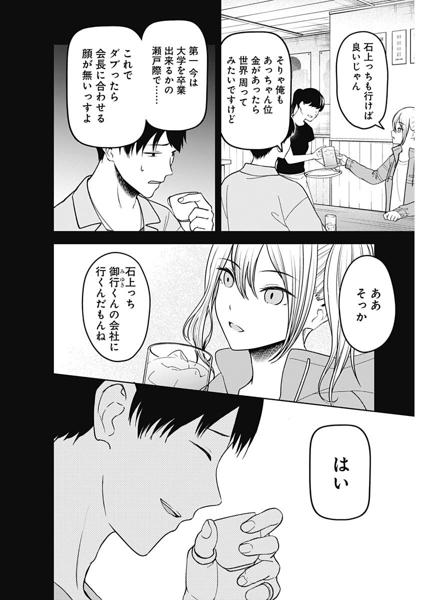 石上っちも行けば
良いじゃん
そりゃ俺も
あっちゃん位
金があったら
世界周って
みたいですけど
第一今は
大学を卒業
出来るかの
瀬戸際で……
これで
ダブったら
会長に合わせる
顔が無いっすよ
ああ
そっか
石上っち
御行くんの会社に
みゆき
行くんだもんね
はい